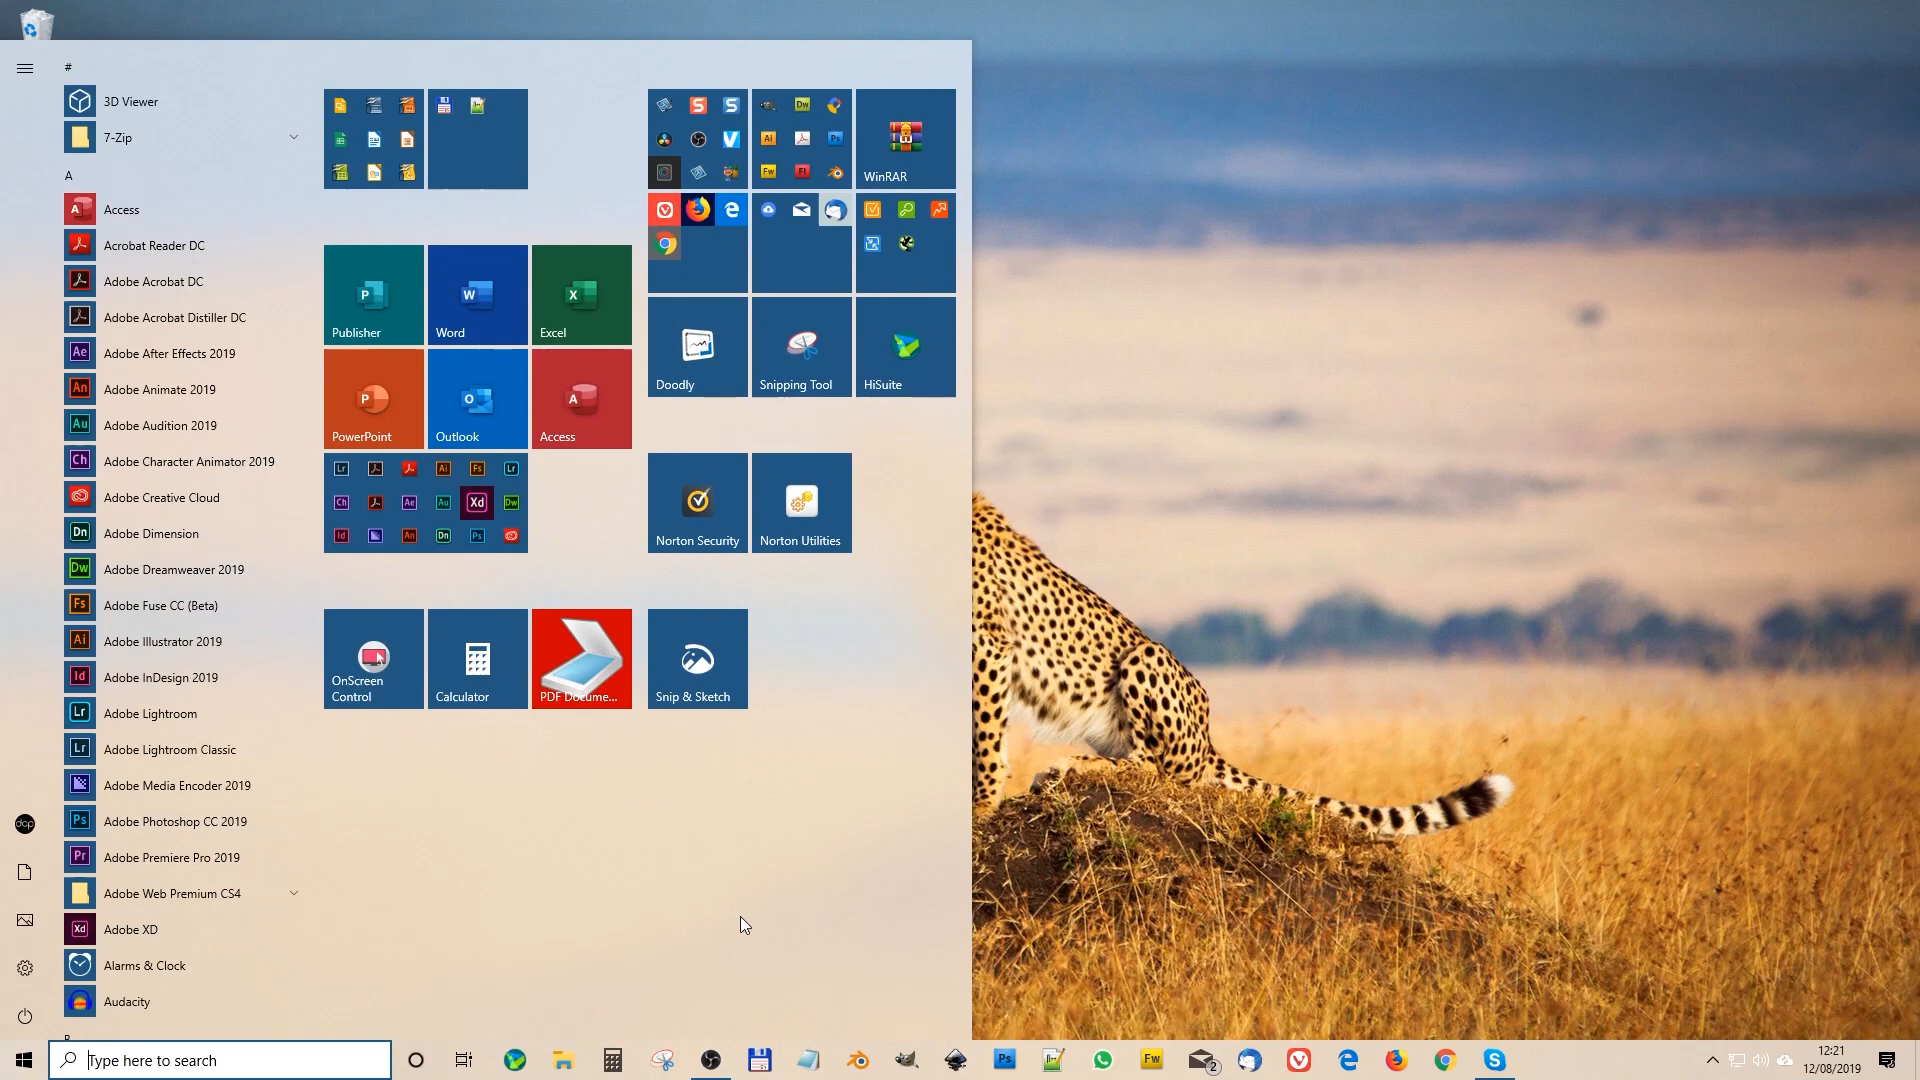 #
3D Viewer
7-Zip
A
Access
Acrobat Reader DC
Adobe Acrobat DC
Adobe Acrobat Distiller DC
Adobe After Effects 2019
Adobe Animate 2019
Adobe Audition 2019
Adobe Character Animator 2019
Adobe Creative Cloud
Adobe Dimension
Adobe Dreamweaver 2019
Adobe Fuse CC (Beta)
Adobe Illustrator 2019
Adobe InDesign 2019
Adobe Lightroom
Adobe Lightroom Classic
Adobe Media Encoder 2019
Adobe Photoshop CC 2019
Adobe Premiere Pro 2019
Adobe Web Premium CS4
Adobe XD
Alarms & Clock
Audacity
WinRAR
Publisher
Word
Excel
PowerPoint
Outlook
Access
Doodly
Snipping Tool
HiSuite
Norton Security
Norton Utilities
OnScreen
Control
Calculator
PDF Docume...
Snip & Sketch
Type here to search
2
12:21
12/08/2019